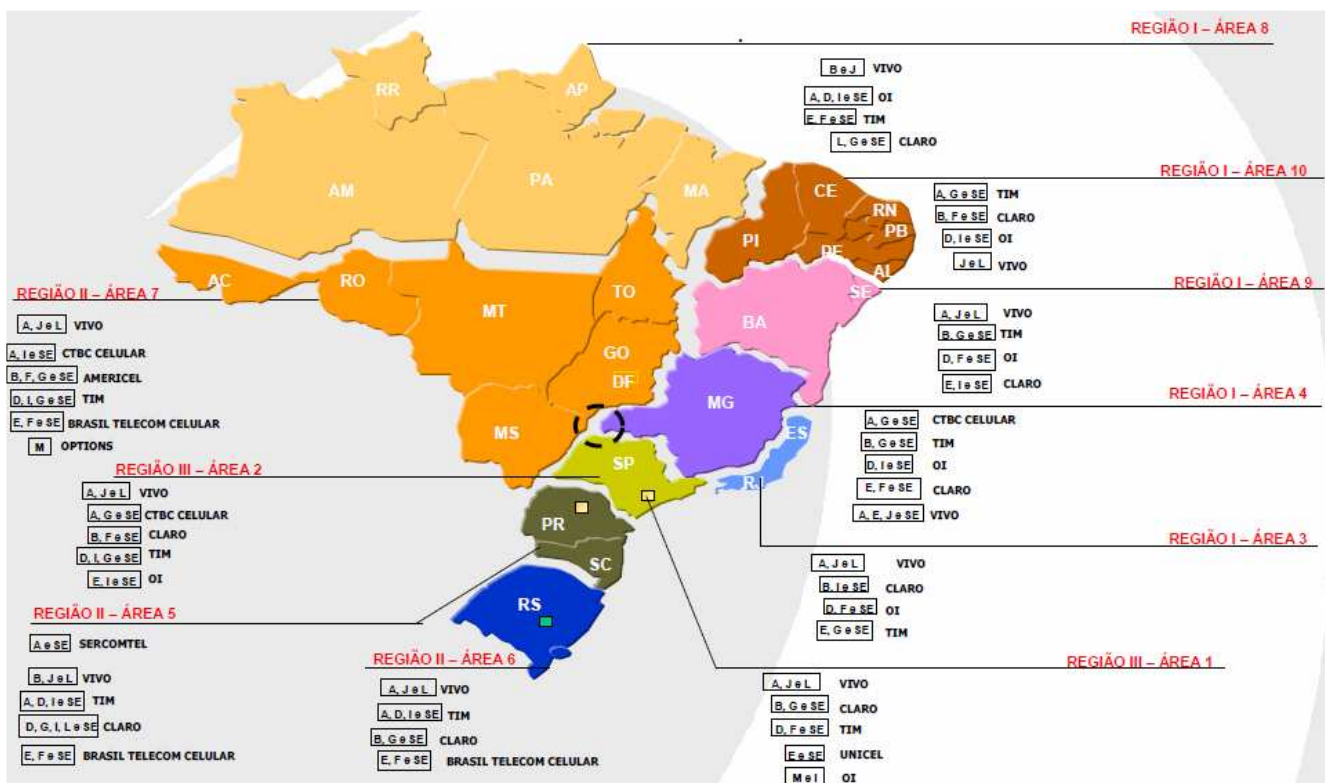 REGIÃO I – ÁREA 8
B e J VIVO
A, D, I e SE OI
E, F e SE TIM
L, G e SE CLARO
REGIÃO I – ÁREA 10
A, G e SE TIM
B, F e SE CLARO
D, I e SE OI
J e L VIVO
REGIÃO I – ÁREA 9
A, J e L VIVO
B, G e SE TIM
D, F e SE OI
E, I e SE CLARO
REGIÃO I – ÁREA 4
A, G e SE CTBC CELULAR
B, G e SE TIM
D, I e SE OI
E, F e SE CLARO
A, E, J e SE VIVO
REGIÃO I – ÁREA 3
A, J e L VIVO
B, I e SE CLARO
D, F e SE OI
E, G e SE TIM
REGIÃO III – ÁREA 1
A, J e L VIVO
B, G e SE CLARO
D, F e SE TIM
E e SE UNICEL
M e I OI
RR
AP
AM
PA
MA
CE
RN
PB
PI
PE
AL
SE
AC
RO
TO
MT
BA
GO
DF
MG
MS
ES
SP
R
PR
SC
RS
REGIÃO II – ÁREA 7
A, J e L VIVO
A, I e SE CTBC CELULAR
B, F, G e SE AMERICEL
D, I, G e SE TIM
E, F e SE BRASIL TELECOM CELULAR
M OPTIONS
REGIÃO III – ÁREA 2
A, J e L VIVO
A, G e SE CTBC CELULAR
B, F e SE CLARO
D, I, G e SE TIM
E, I e SE OI
REGIÃO II – ÁREA 5
A e SE SERCOMTEL
B, J e L VIVO
A, D, I e SE TIM
D, G, I, L e SE CLARO
E, F e SE BRASIL TELECOM CELULAR
REGIÃO II – ÁREA 6
A, J e L VIVO
A, D, I e SE TIM
B, G e SE CLARO
E, F e SE BRASIL TELECOM CELULAR